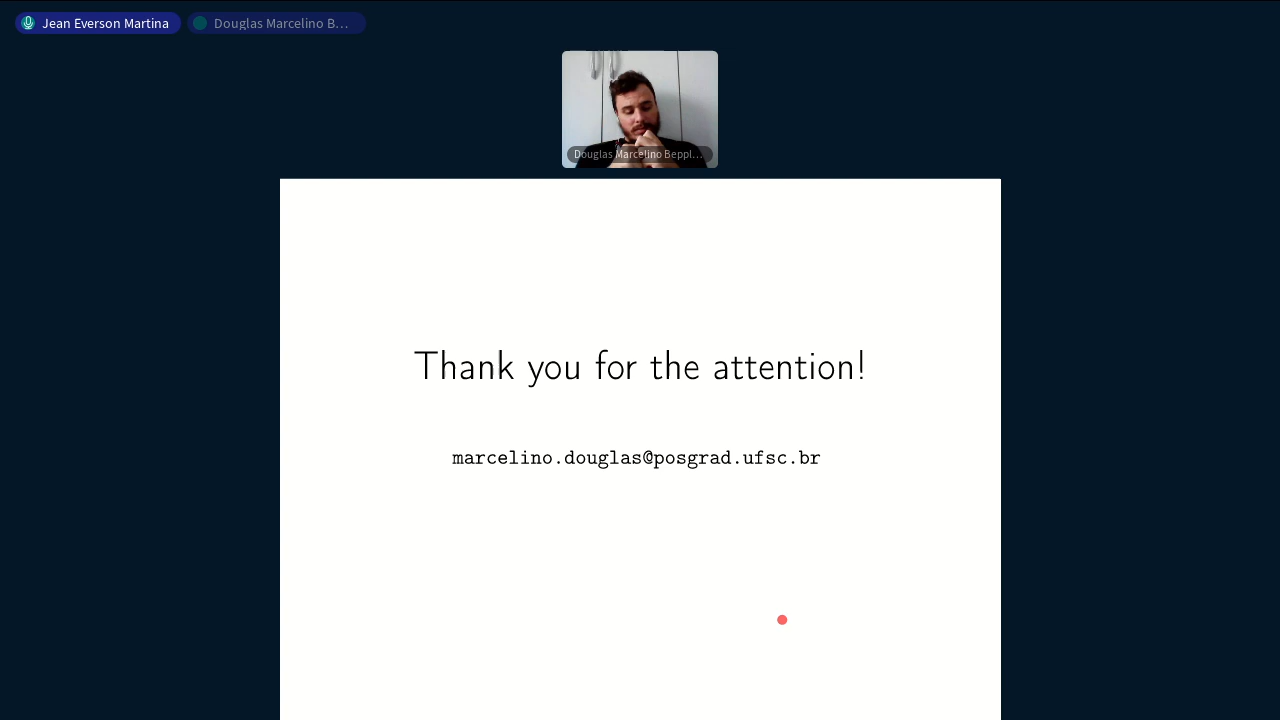 Jean Everson Martina
Douglas Marcelino B…
Douglas Marcelino Beppl…
Thank you for the attention!
marcelino.douglas@posgrad.ufsc.br